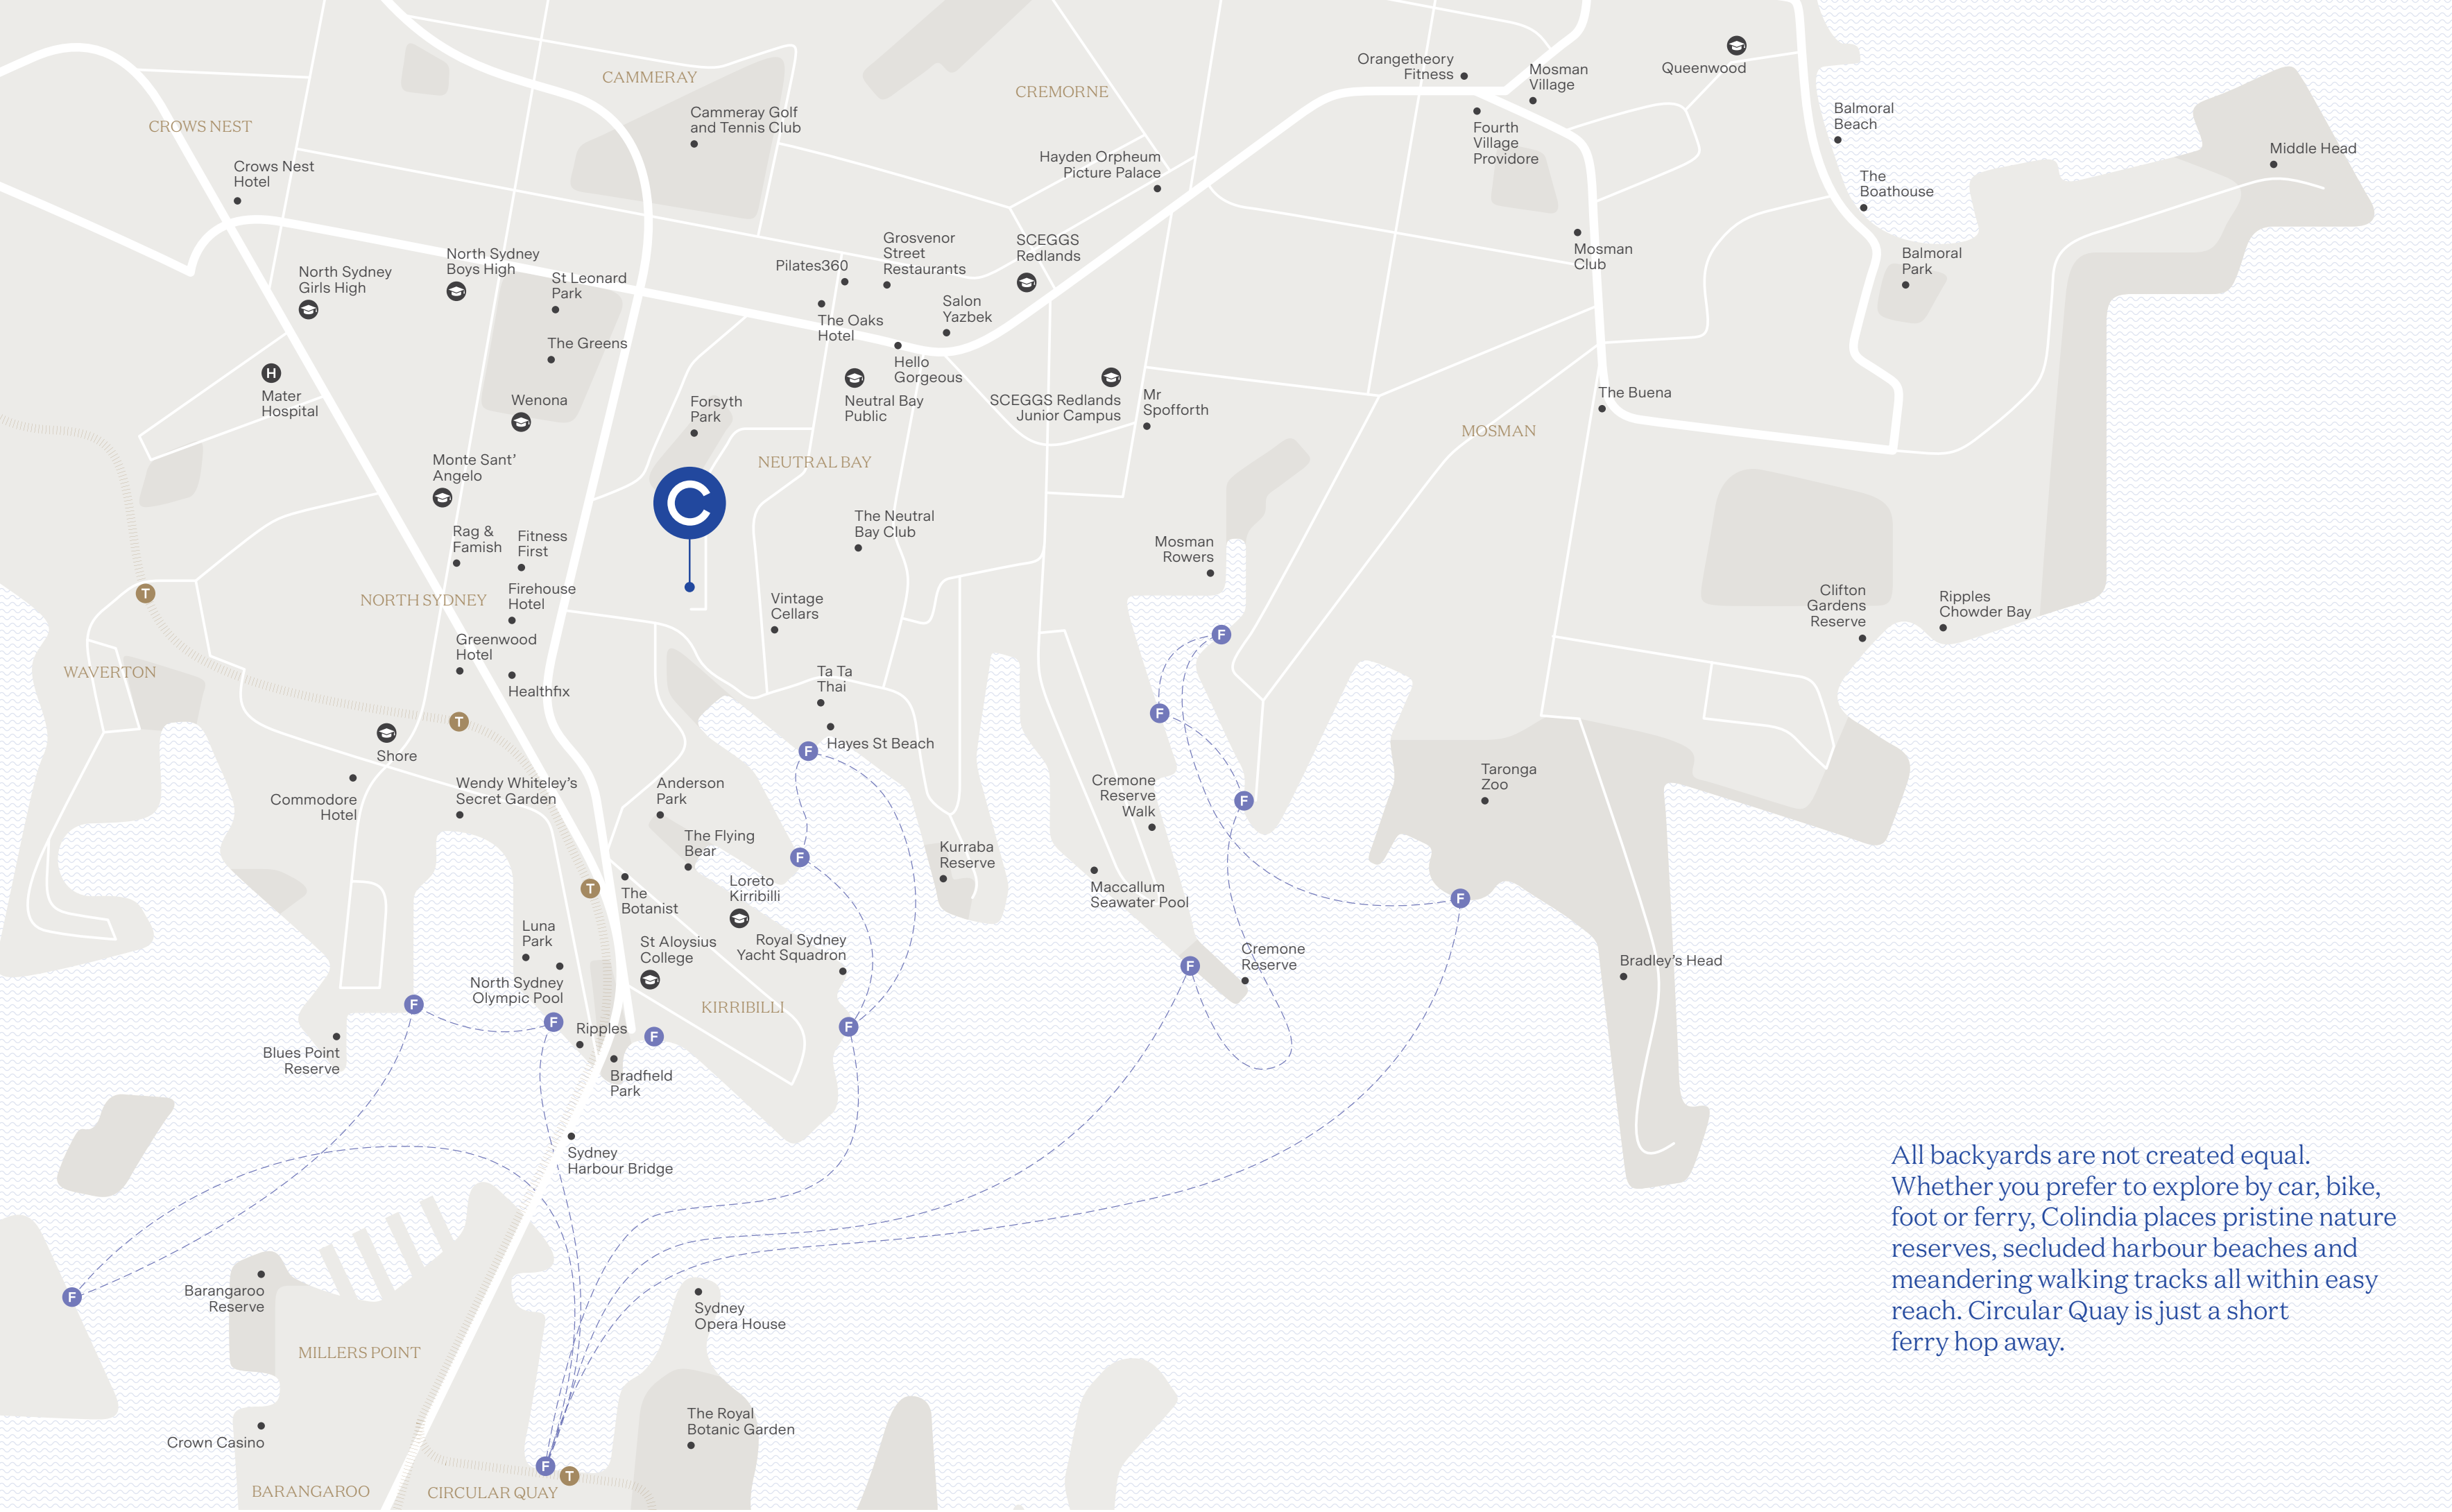 CAMMERAY
CREMORNE
CROWS NEST
Orangetheory
Fitness
Mosman
Village
Queenwood
Cammeray Golf
and Tennis Club
Fourth
Village
Providore
Balmoral
Beach
Middle Head
Crows Nest
Hotel
Hayden Orpheum
Picture Palace
The
Boathouse
North Sydney
Girls High
North Sydney
Boys High
St Leonard
Park
Pilates360
Grosvenor
Street
Restaurants
SCEGGS
Redlands
Mosman
Club
Balmoral
Park
The Oaks
Hotel
Salon
Yazbek
The Greens
Hello
Gorgeous
H
Mater
Hospital
Wenona
Forsyth
Park
Neutral Bay
Public
SCEGGS Redlands
Junior Campus
Mr
Spofforth
The Buena
MOSMAN
Monte Sant’
Angelo
NEUTRAL BAY
C
Rag &
Famish
Fitness
First
The Neutral
Bay Club
Mosman
Rowers
T
NORTH SYDNEY
Firehouse
Hotel
Vintage
Cellars
Clifton
Gardens
Reserve
Ripples
Chowder Bay
F
Greenwood
Hotel
WAVERTON
Healthfix
Ta Ta
Thai
T
F
Shore
F
Hayes St Beach
Commodore
Hotel
Wendy Whiteley’s
Secret Garden
Anderson
Park
Cremone
Reserve
Walk
F
Taronga
Zoo
The Flying
Bear
F
Kurraba
Reserve
T
The
Botanist
Loreto
Kirribilli
Maccallum
Seawater Pool
F
Luna
Park
St Aloysius
College
Royal Sydney
Yacht Squadron
F
Cremone
Reserve
Bradley’s Head
North Sydney
Olympic Pool
KIRRIBILLI
F
F
Ripples
F
F
Blues Point
Reserve
Bradfield
Park
Sydney
Harbour Bridge
All backyards are not created equal.
Whether you prefer to explore by car, bike,
foot or ferry, Colindia places pristine nature
reserves, secluded harbour beaches and
meandering walking tracks all within easy
reach. Circular Quay is just a short
ferry hop away.
F
Barangaroo
Reserve
Sydney
Opera House
MILLERS POINT
Crown Casino
The Royal
Botanic Garden
F
T
BARANGAROO
CIRCULAR QUAY